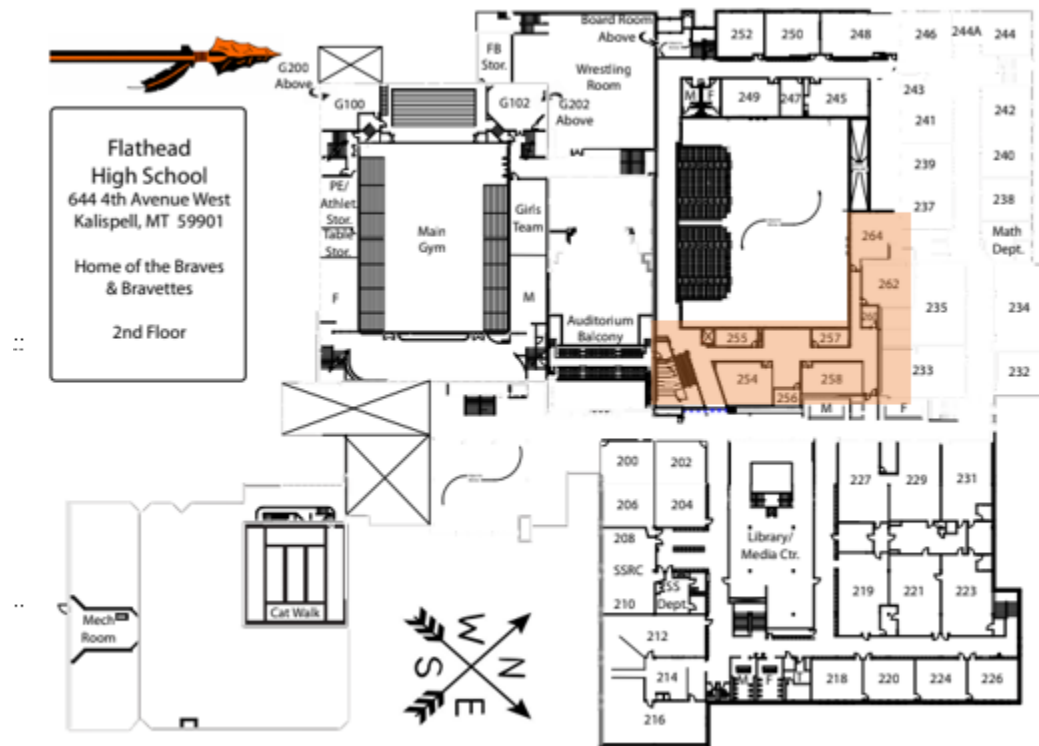 Flathead
High School
644 4th Avenue West
Kalispell, MT 59901
Home of the Braves
& Bravettes
2nd Floor
G200
Above
G100
FB
Stor.
G102
G202
Above
Wrestling
Room
Board Room
Above
252
250
248
246
244A
244
M
F
249
247
245
243
242
241
240
239
238
237
Math
Dept.
PE/
Athlet.
Stor.
Table
Stor.
F
Main
Gym
Girls
Team
M
Auditorium
Balcony
264
262
260
235
234
255
257
233
232
254
256
258
M
F
200
202
206
204
208
SSRC
210
SS
Dept
212
214
216
Library/
Media Ctr.
227
229
231
219
221
223
M
F
T
218
220
224
226
Mech
Room
Cat Walk
W
N
S
E